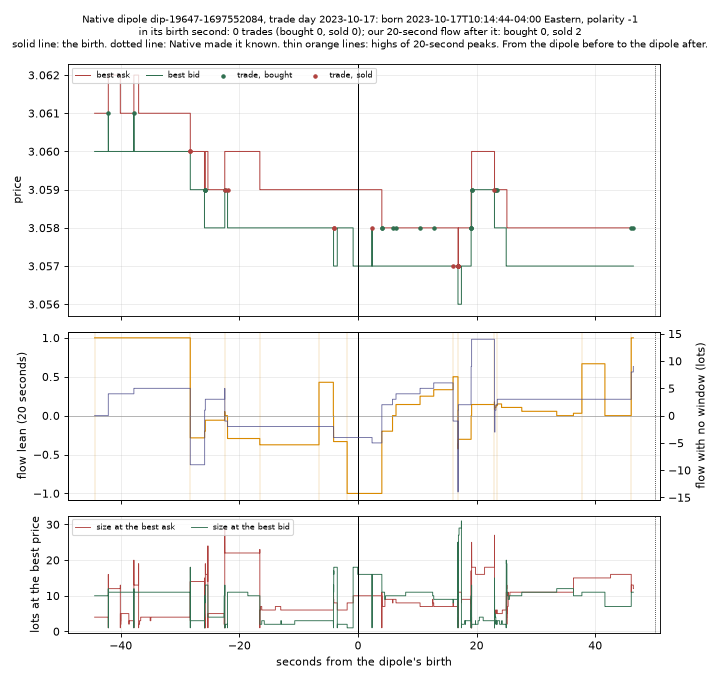 Native dipole dip-19647-1697552084, trade day 2023-10-17: born 2023-10-17T10:14:44-04:00 Eastern, polarity -1
in its birth second: 0 trades (bought 0, sold 0); our 20-second flow after it: bought 0, sold 2
solid line: the birth. dotted line: Native made it known. thin orange lines: highs of 20-second peaks. From the dipole before to the dipole after.
best ask
best bid
trade, bought
trade, sold
3.062
3.061
3.060
3.059
3.058
3.057
3.056
price
1.0
0.5
0.0
−0.5
−1.0
flow lean (20 seconds)
15
10
5
0
−5
−10
−15
flow with no window (lots)
size at the best ask
size at the best bid
30
20
10
0
lots at the best price
−40
−20
0
20
40
seconds from the dipole's birth